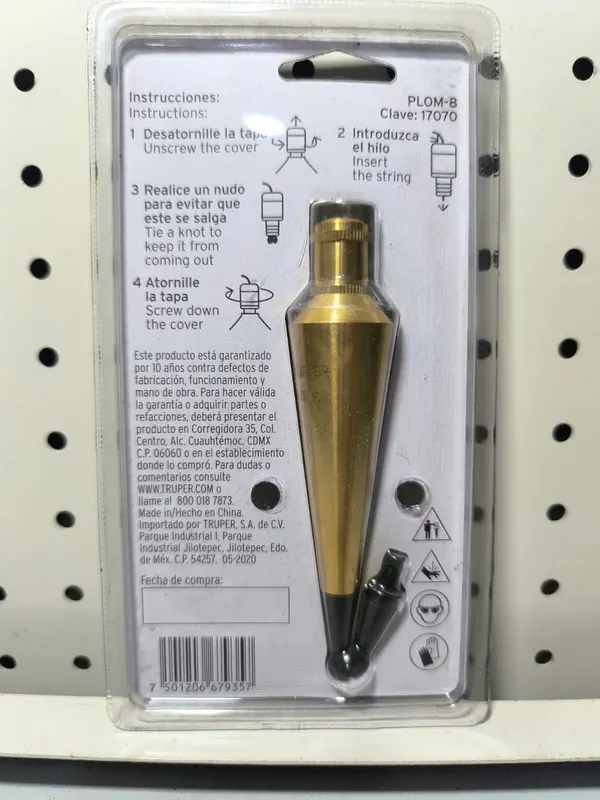 Instrucciones:
Instructions:
PLOM-8
Clave: 17070
1 Desatornille la tapa
Unscrew the cover
2 Introduzca
el hilo
Insert
the string
3 Realice un nudo
para evitar que
este se salga
Tie a knot to
keep it from
coming out
4 Atornille
la tapa
Screw down
the cover
Este producto está garantizado
por 10 años contra defectos de
fabricación, funcionamiento y
mano de obra. Para hacer válida
la garantía o adquirir partes o
refacciones, deberá presentar el
producto en Corregidora 35, Col.
Centro, Alc. Cuauhtémoc, CDMX
C.P. 06060 o en el establecimiento
donde lo compró. Para dudas o
comentarios consulte
WWW.TRUPER.COM o
llame al 800 018 7873.
Made in/Hecho en China.
Importado por TRUPER, S.A. de C.V.
Parque Industrial 1, Parque
Industrial Jilotepec, Jilotepec, Edo.
de Méx. C.P. 54257. 05-2020
Fecha de compra:
7 501206 679357